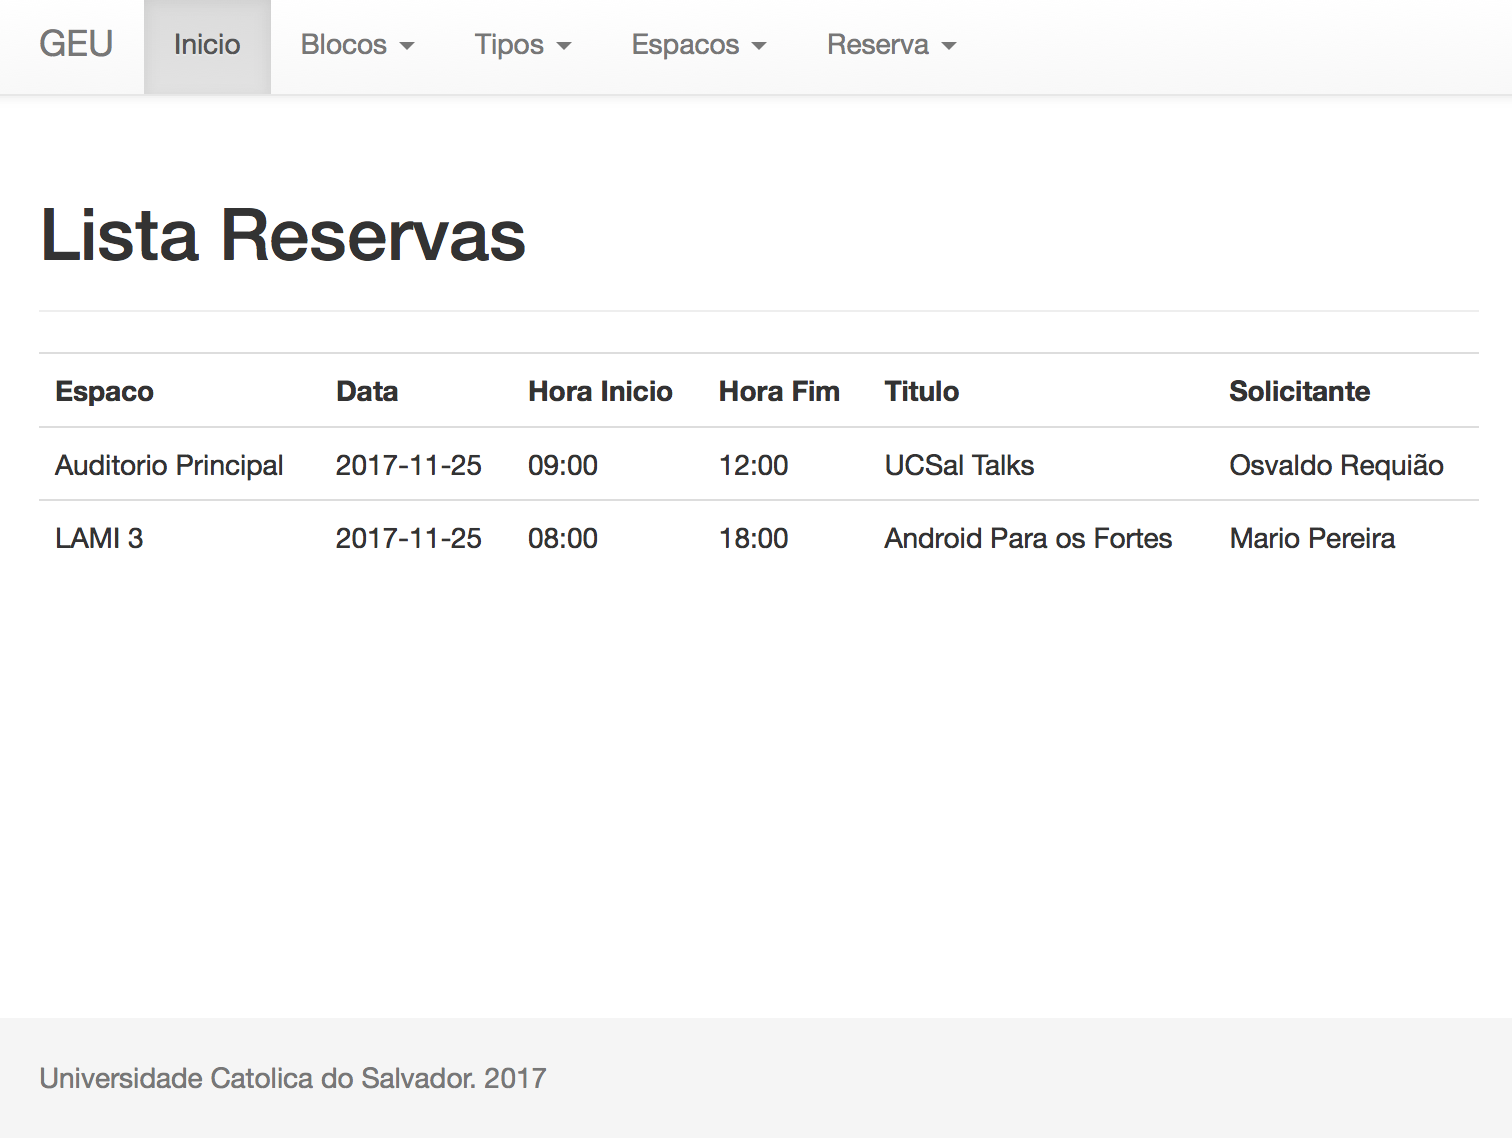 GEU Inicio Blocos Tipos Espacos Reserva
Lista Reservas
Espaco Data Hora Inicio Hora Fim Titulo Solicitante
Auditorio Principal 2017-11-25 09:00 12:00 UCSal Talks Osvaldo Requião
LAMI 3 2017-11-25 08:00 18:00 Android Para os Fortes Mario Pereira
Universidade Catolica do Salvador. 2017